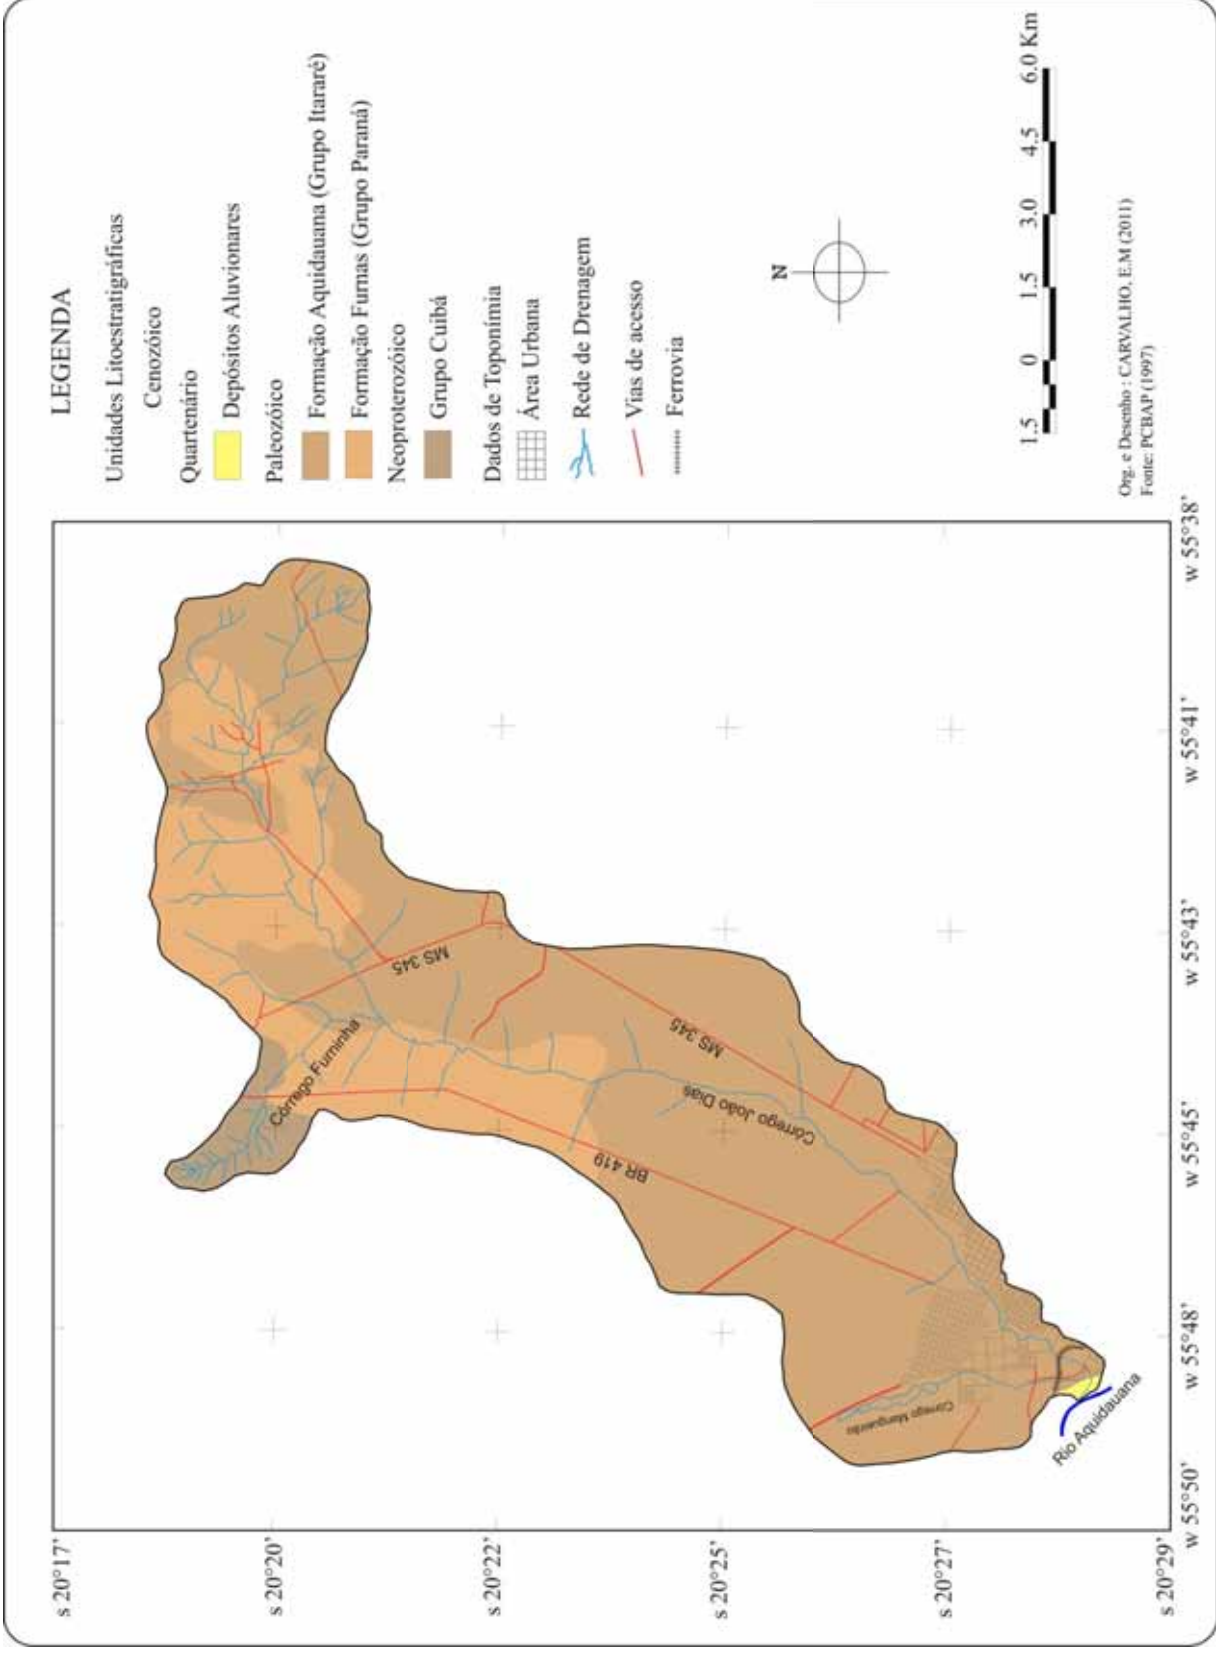 LEGENDA
Unidades Litoestratigráficas
Cenozóico
Quartenário
Depósitos Aluvionares
Paleozóico
Formação Aquidauana (Grupo Itararé)
Formação Furnas (Grupo Paraná)
Neoproterozóico
Grupo Cuibá
Dados de Toponímia
Área Urbana
Rede de Drenagem
Vias de acesso
Ferrovia
N
1.5 0 1.5 3.0 4.5 6.0 Km
Org. e Desenho : CARVALHO, E.M (2011)
Fonte: PCBAP (1997)
s 20°17'
s 20°20'
s 20°22'
s 20°25'
s 20°27'
s 20°29'
w 55°50'
w 55°48'
w 55°45'
w 55°43'
w 55°41'
w 55°38'
Córrego Furninha
MS 345
MS 345
BR 419
Córrego João Dias
Córrego Manguerão
Rio Aquidauana